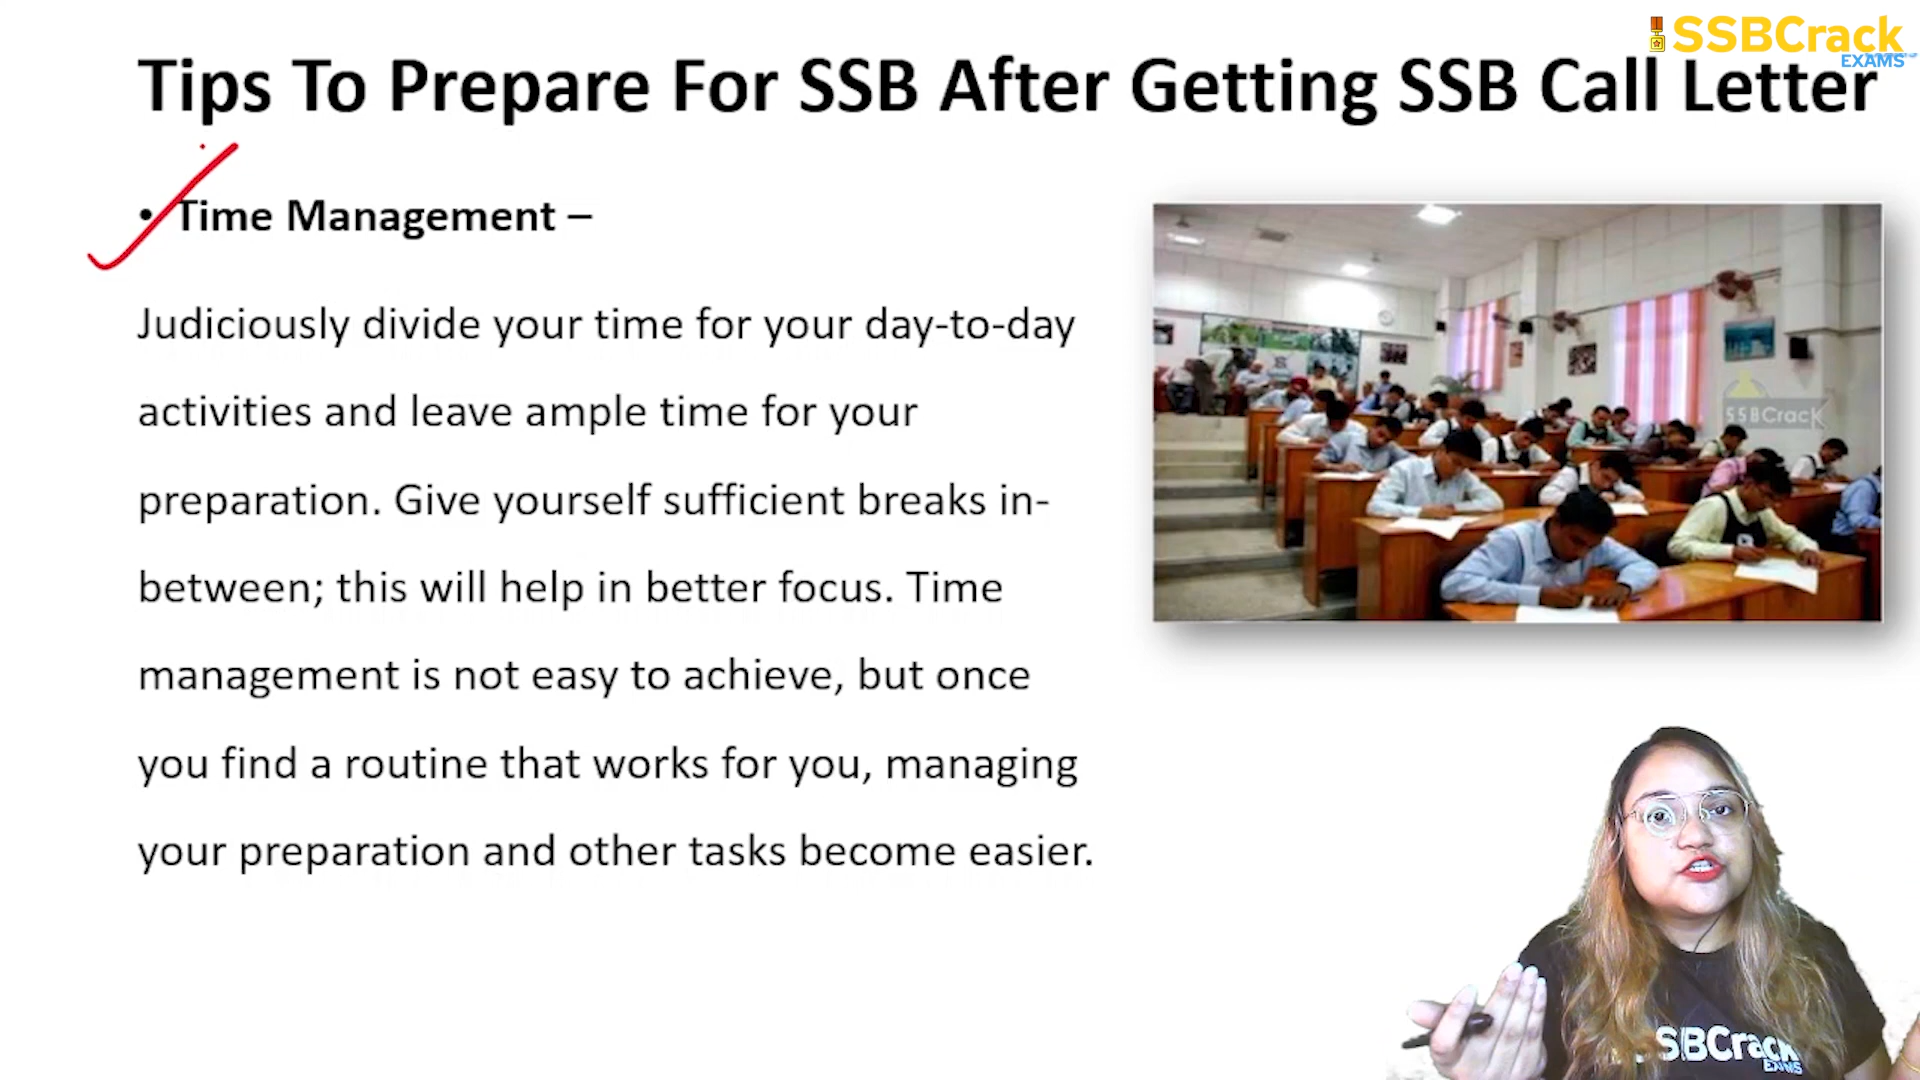 SSBCrack
EXAMS
Tips To Prepare For SSB After Getting SSB Call Letter
• Time Management –
Judiciously divide your time for your day-to-day
activities and leave ample time for your
preparation. Give yourself sufficient breaks in-
between; this will help in better focus. Time
management is not easy to achieve, but once
you find a routine that works for you, managing
your preparation and other tasks become easier.
SSBCrack
SSBCrack
EXAMS